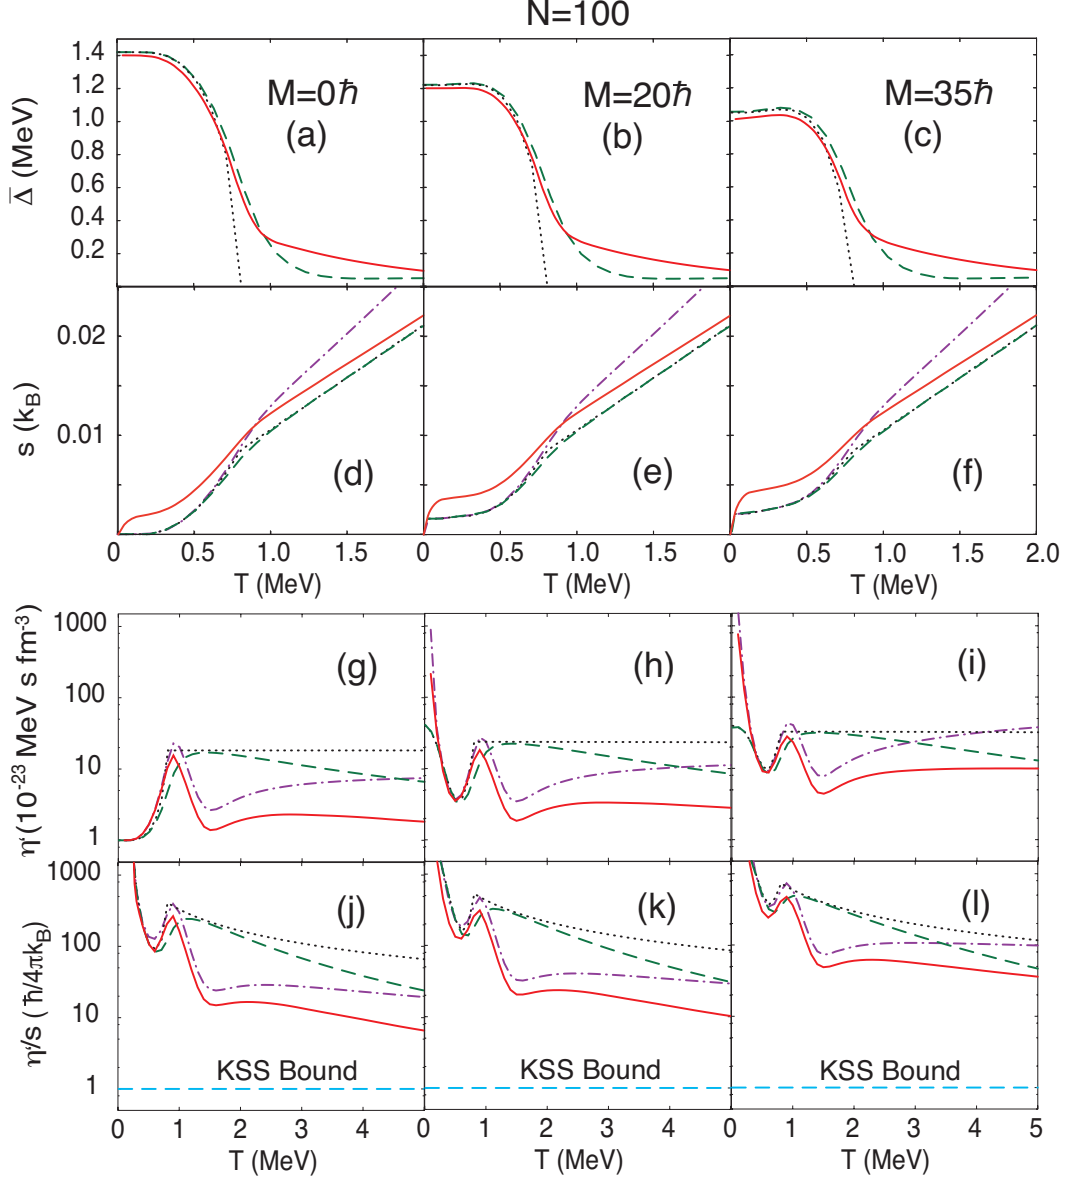 N=100
1.4
1.2
1.0
0.8
0.6
0.4
0.2
Δ̅ (MeV)
M=0ℏ
(a)
M=20ℏ
(b)
M=35ℏ
(c)
0.02
0.01
s (k_B)
(d)
(e)
(f)
0 0.5 1.0 1.5
0 0.5 1.0 1.5
0 0.5 1.0 1.5 2.0
T (MeV)
T (MeV)
T (MeV)
1000
100
10
1
η‘ (10⁻²³ MeV s fm⁻³)
(g)
(h)
(i)
1000
100
10
1
η‘/s (ℏ/4πk_B)
(j)
(k)
(l)
KSS Bound
KSS Bound
KSS Bound
0 1 2 3 4
0 1 2 3 4
0 1 2 3 4 5
T (MeV)
T (MeV)
T (MeV)